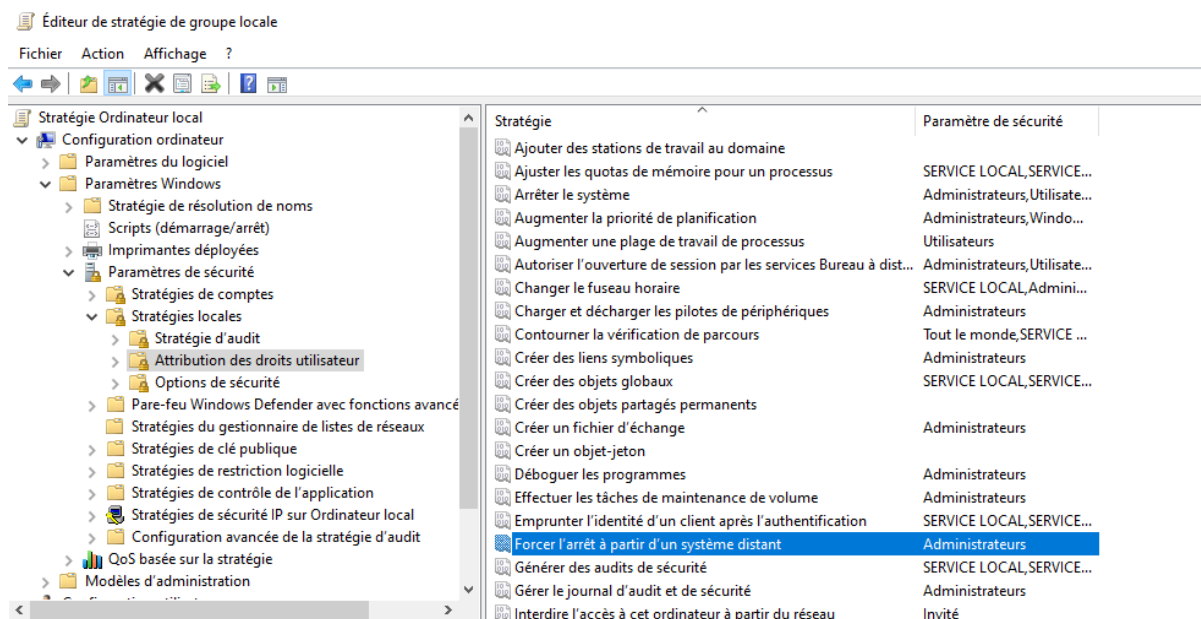 Éditeur de stratégie de groupe locale
Fichier Action Affichage ?
Stratégie Ordinateur local
Configuration ordinateur
Paramètres du logiciel
Paramètres Windows
Stratégie de résolution de noms
Scripts (démarrage/arrêt)
Imprimantes déployées
Paramètres de sécurité
Stratégies de comptes
Stratégies locales
Stratégie d'audit
Attribution des droits utilisateur
Options de sécurité
Pare-feu Windows Defender avec fonctions avancé
Stratégies du gestionnaire de listes de réseaux
Stratégies de clé publique
Stratégies de restriction logicielle
Stratégies de contrôle de l'application
Stratégies de sécurité IP sur Ordinateur local
Configuration avancée de la stratégie d'audit
QoS basée sur la stratégie
Modèles d'administration
Stratégie Paramètre de sécurité
Ajouter des stations de travail au domaine
Ajuster les quotas de mémoire pour un processus SERVICE LOCAL,SERVICE...
Arrêter le système Administrateurs,Utilisate...
Augmenter la priorité de planification Administrateurs,Windo...
Augmenter une plage de travail de processus Utilisateurs
Autoriser l'ouverture de session par les services Bureau à dist... Administrateurs,Utilisate...
Changer le fuseau horaire SERVICE LOCAL,Admini...
Charger et décharger les pilotes de périphériques Administrateurs
Contourner la vérification de parcours Tout le monde,SERVICE ...
Créer des liens symboliques Administrateurs
Créer des objets globaux SERVICE LOCAL,SERVICE...
Créer des objets partagés permanents
Créer un fichier d'échange Administrateurs
Créer un objet-jeton
Déboguer les programmes Administrateurs
Effectuer les tâches de maintenance de volume Administrateurs
Emprunter l'identité d'un client après l'authentification SERVICE LOCAL,SERVICE...
Forcer l'arrêt à partir d'un système distant Administrateurs
Générer des audits de sécurité SERVICE LOCAL,SERVICE...
Gérer le journal d'audit et de sécurité Administrateurs
Interdire l'accès à cet ordinateur à partir du réseau Invité